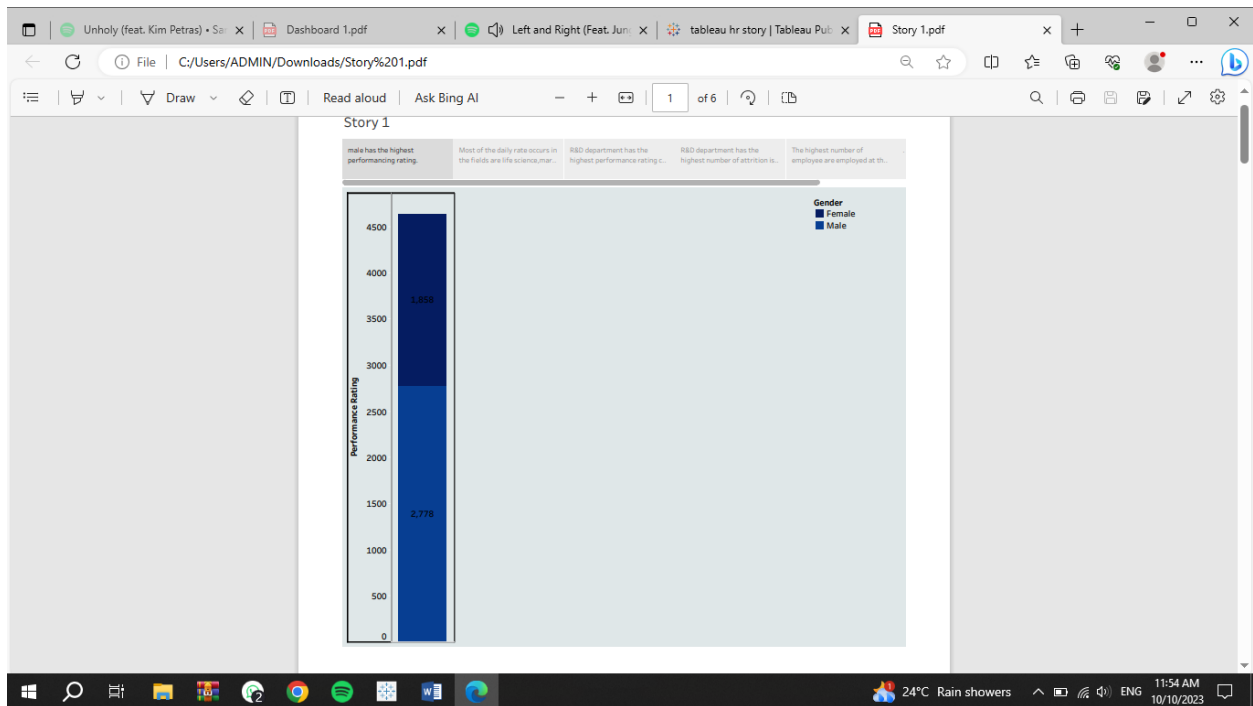 Unholy (feat. Kim Petras) • Sa
Dashboard 1.pdf
Left and Right (Feat. Jung
tableau hr story | Tableau Pub
Story 1.pdf
File | C:/Users/ADMIN/Downloads/Story%201.pdf
Draw
Read aloud
Ask Bing AI
1 of 6
Story 1
male has the highest
performancing rating.
Most of the daily rate occurs in
the fields are life science,mar...
R&D department has the
highest performance rating c...
R&D department has the
highest number of attrition is..
The highest number of
employee are employed at th..
Gender
Female
Male
Performance Rating
4500
4000
3500
3000
2500
2000
1500
1000
500
0
1,858
2,778
24°C Rain showers
ENG
11:54 AM
10/10/2023